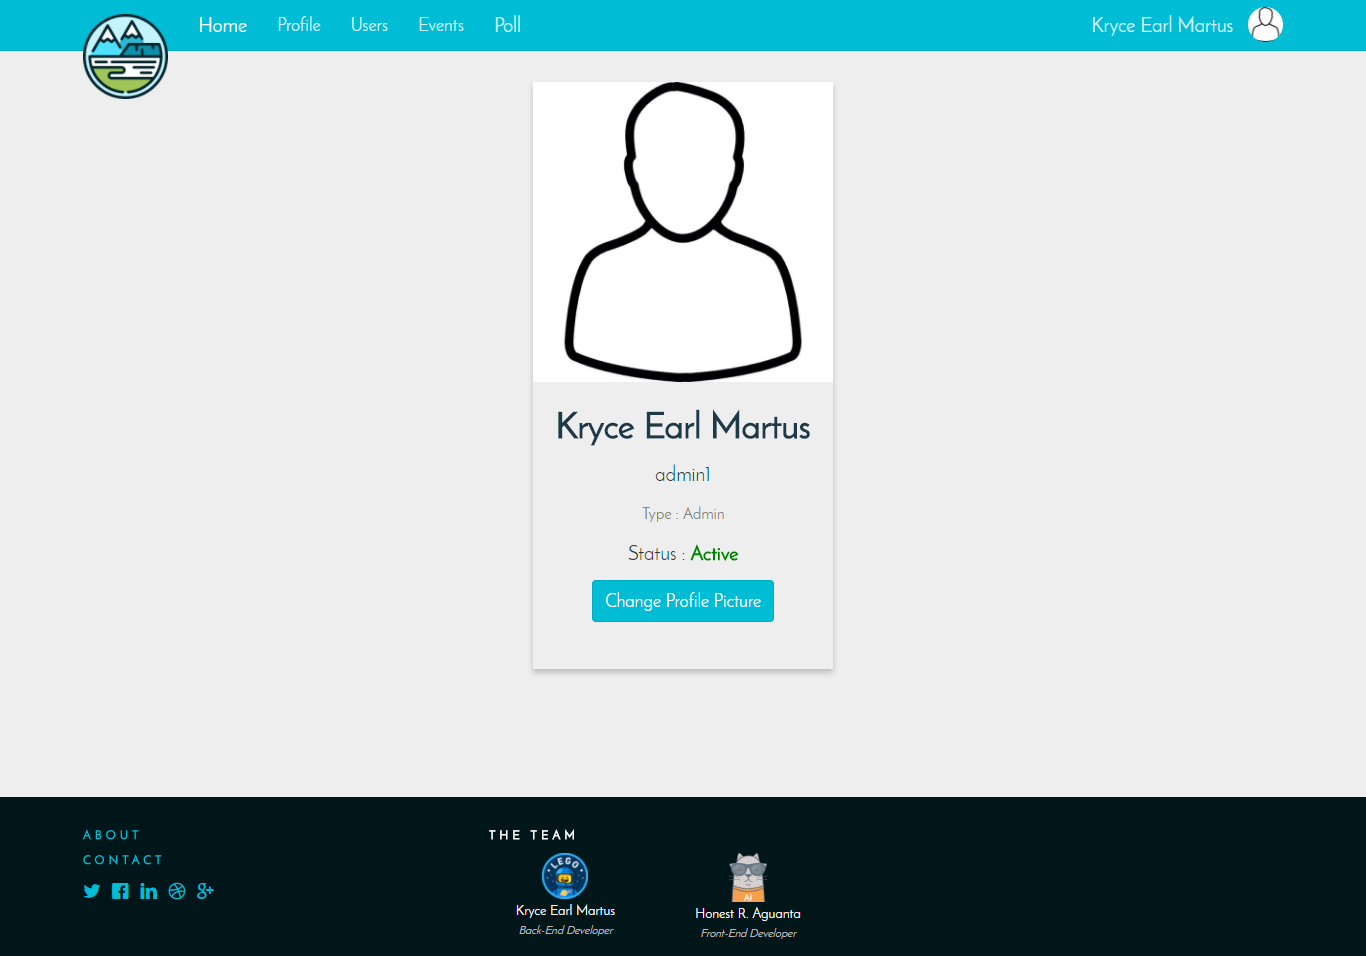 Home Profile Users Events Poll Kryce Earl Martus
Kryce Earl Martus
admin1
Type : Admin
Status : Active
Change Profile Picture
ABOUT
CONTACT
THE TEAM
LEGO
Kryce Earl Martus
Back-End Developer
AI
Honest R. Aguanta
Front-End Developer